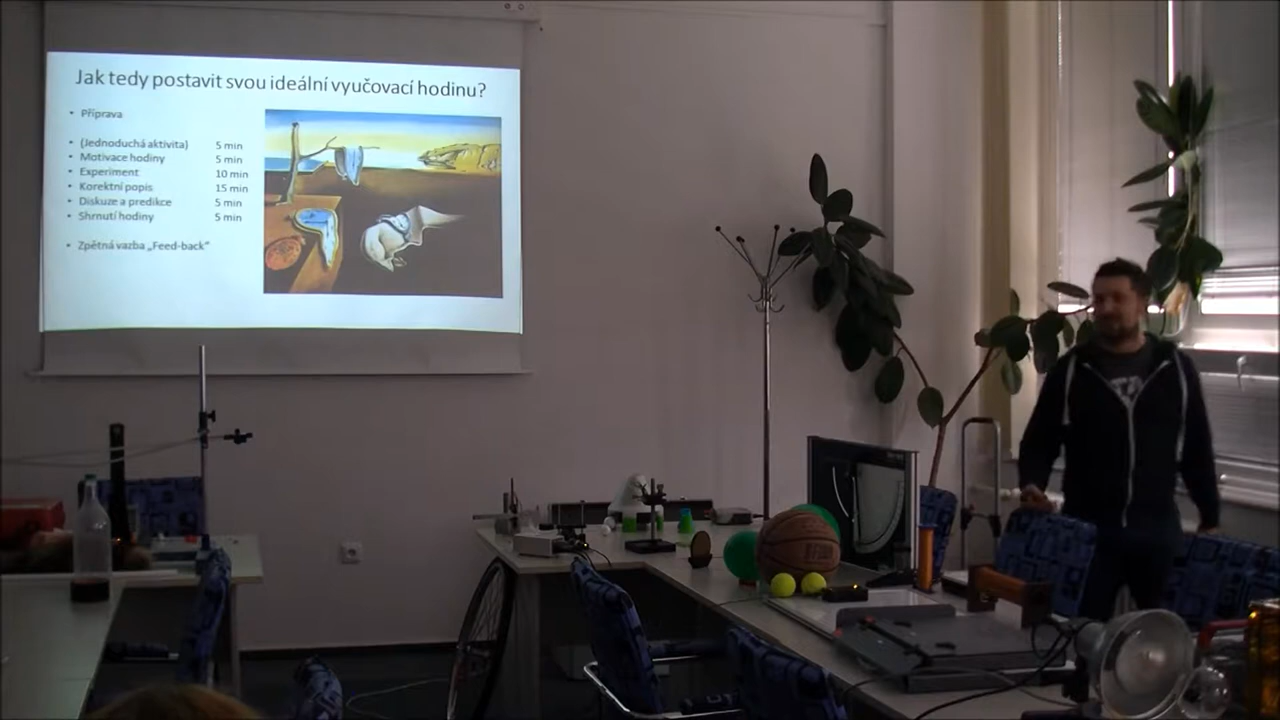 Jak tedy postavit svou ideální vyučovací hodinu?
• Příprava
• (Jednoduchá aktivita) 5 min
• Motivace hodiny 5 min
• Experiment 10 min
• Korektní popis 15 min
• Diskuze a predikce 5 min
• Shrnutí hodiny 5 min
• Zpětná vazba „Feed-back"